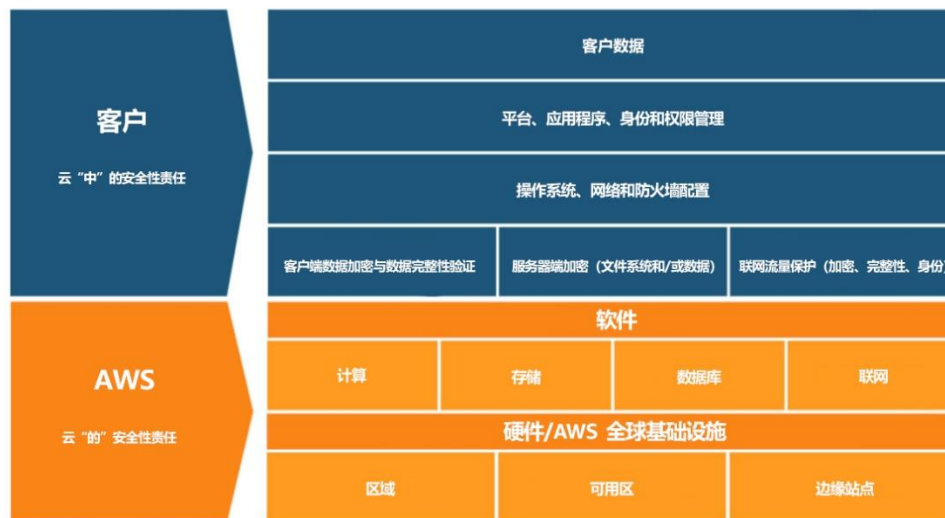 客户数据
平台、应用程序、身份和权限管理
客户
云“中”的安全性责任
操作系统、网络和防火墙配置
客户端数据加密与数据完整性验证
服务器端加密（文件系统和/或数据）
联网流量保护（加密、完整性、身份）
软件
计算
存储
数据库
联网
AWS
云“的”安全性责任
硬件/AWS 全球基础设施
区域
可用区
边缘站点